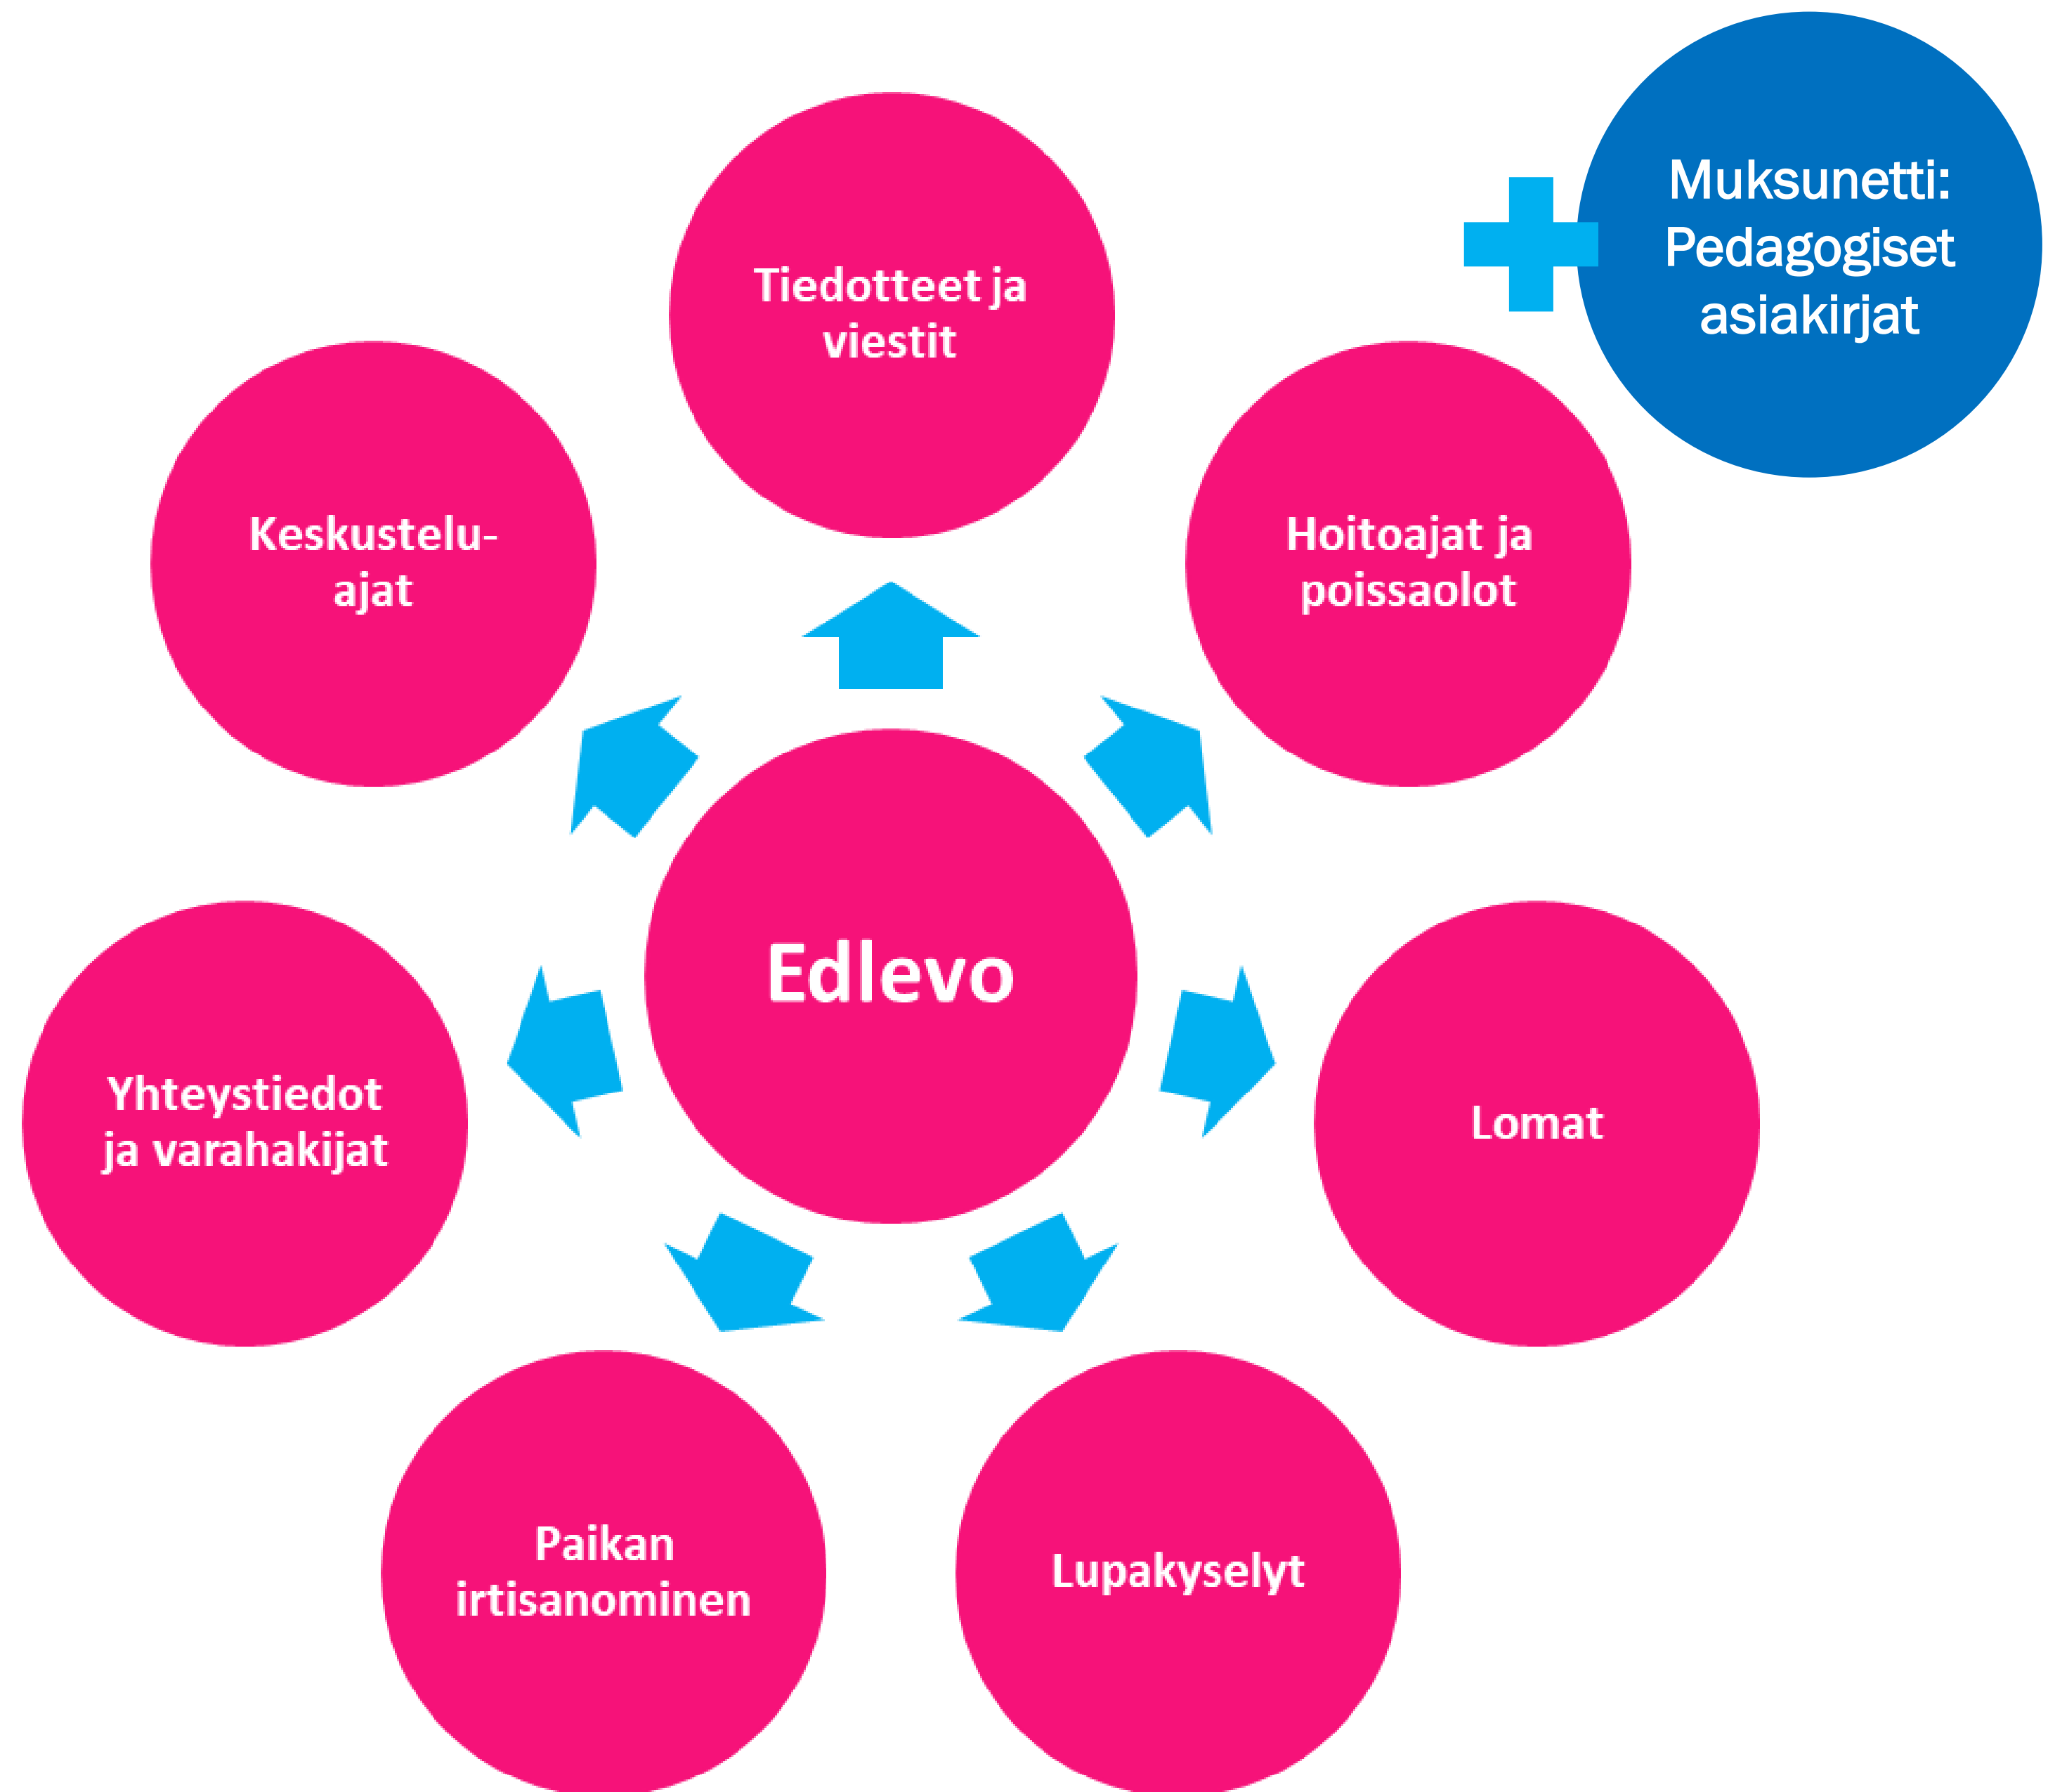 Muksunetti:
Pedagogiset
asiakirjat
Tiedotteet ja
viestit
Keskustelu-
ajat
Hoitoajat ja
poissaolot
Edlevo
Yhteystiedot
ja varahakijat
Lomat
Paikan
irtisanominen
Lupakyselyt